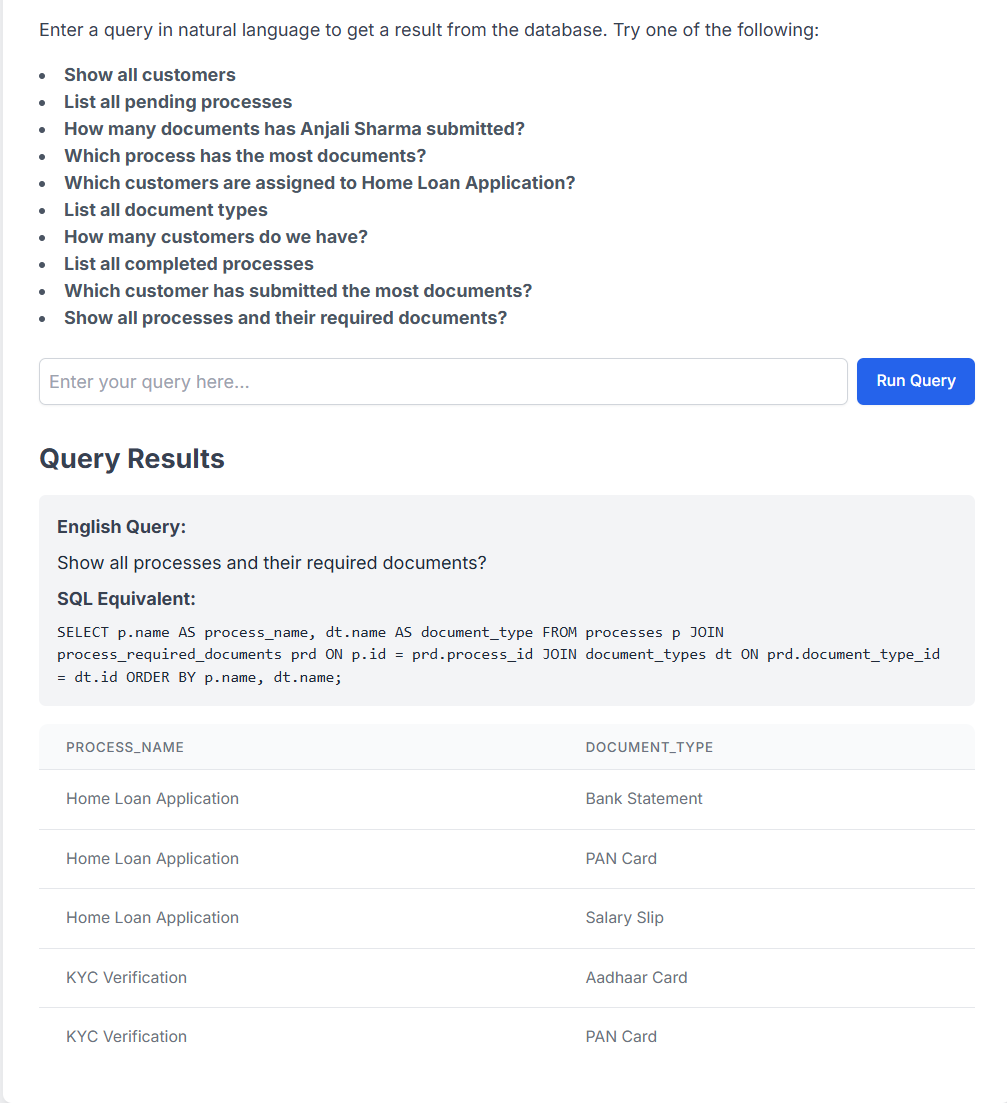 Enter a query in natural language to get a result from the database. Try one of the following:
• Show all customers
• List all pending processes
• How many documents has Anjali Sharma submitted?
• Which process has the most documents?
• Which customers are assigned to Home Loan Application?
• List all document types
• How many customers do we have?
• List all completed processes
• Which customer has submitted the most documents?
• Show all processes and their required documents?
Enter your query here...
Run Query
Query Results
English Query:
Show all processes and their required documents?
SQL Equivalent:
SELECT p.name AS process_name, dt.name AS document_type FROM processes p JOIN
process_required_documents prd ON p.id = prd.process_id JOIN document_types dt ON prd.document_type_id
= dt.id ORDER BY p.name, dt.name;
PROCESS_NAME DOCUMENT_TYPE
Home Loan Application Bank Statement
Home Loan Application PAN Card
Home Loan Application Salary Slip
KYC Verification Aadhaar Card
KYC Verification PAN Card